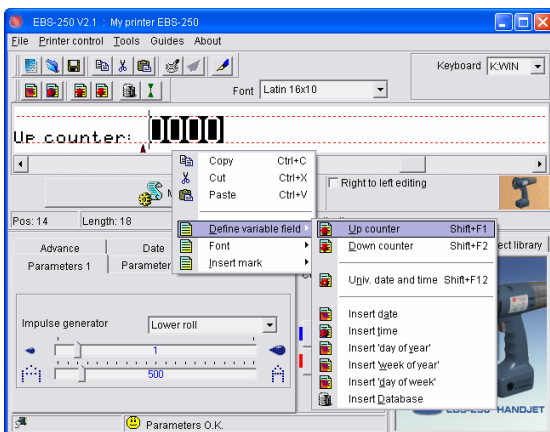 EBS-250 V2.1 : My printer EBS-250
File Printer control Tools Guides About
Keyboard K:WIN
Font Latin 16x10
Up counter:
Copy Ctrl+C
Cut Ctrl+X
Paste Ctrl+V
Right to left editing
Pos: 14 Length: 18
Define variable field
Font
Insert mark
Up counter Shift+F1
Down counter Shift+F2
Univ. date and time Shift+F12
Insert date
Insert time
Insert 'day of year'
Insert 'week of year'
Insert 'day of week'
Insert Database
Advance Date
ect library
Parameters 1 Parameter
Impulse generator Lower roll
1
500
EBS-250 HANDJET
Parameters O.K.